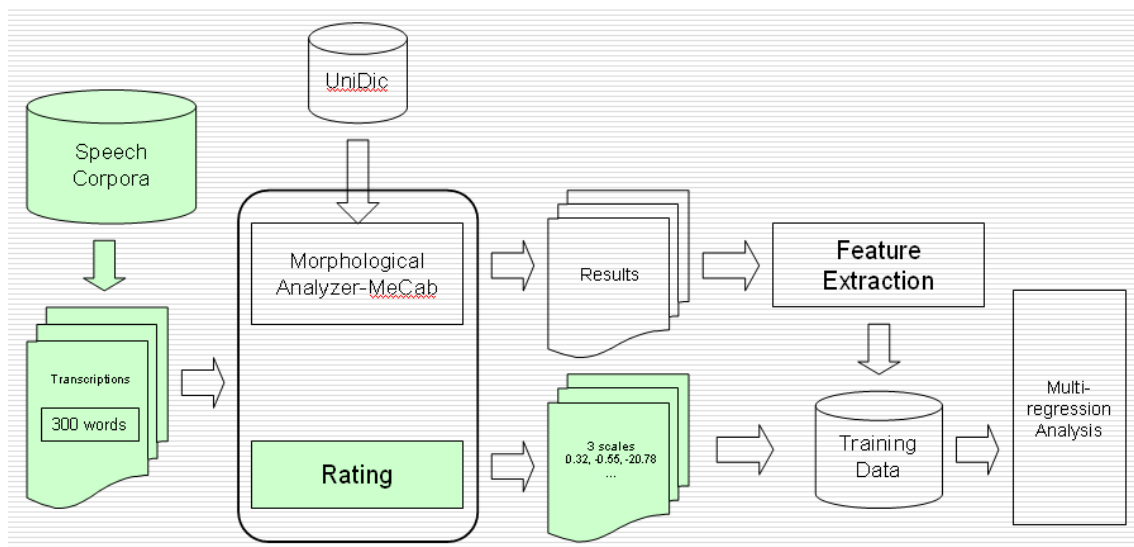 UniDic
Speech
Corpora
Morphological
Analyzer-MeCab
Results
Feature
Extraction
Transcriptions
300 words
Rating
3 scales
0.32, -0.55, -20.78
...
Training
Data
Multi-
regression
Analysis